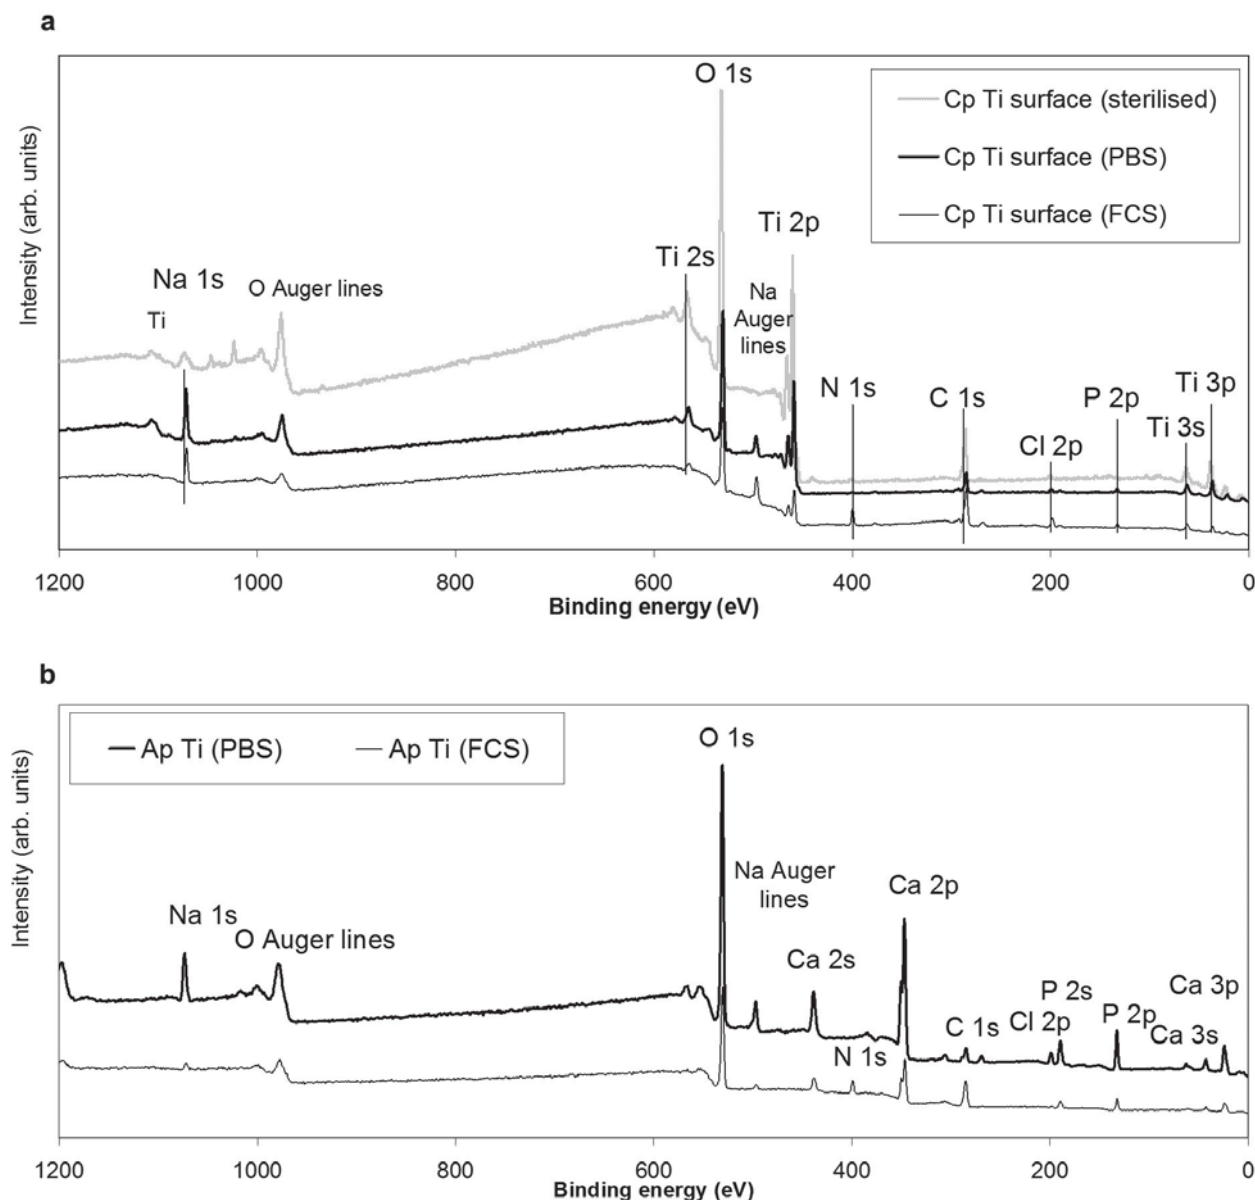 a
O 1s
Cp Ti surface (sterilised)
Cp Ti surface (PBS)
Cp Ti surface (FCS)
Ti 2p
Ti 2s
Na 1s
O Auger lines
Ti
Na
Auger
lines
N 1s
C 1s
P 2p
Ti 3p
Cl 2p
Ti 3s
Intensity (arb. units)
1200 1000 800 600 400 200 0
Binding energy (eV)
b
Ap Ti (PBS) Ap Ti (FCS)
O 1s
Na Auger
lines
Ca 2p
Na 1s
O Auger lines
Ca 2s
N 1s
C 1s
Cl 2p
P 2s
P 2p
Ca 3s
Ca 3p
Intensity (arb. units)
1200 1000 800 600 400 200 0
Binding energy (eV)